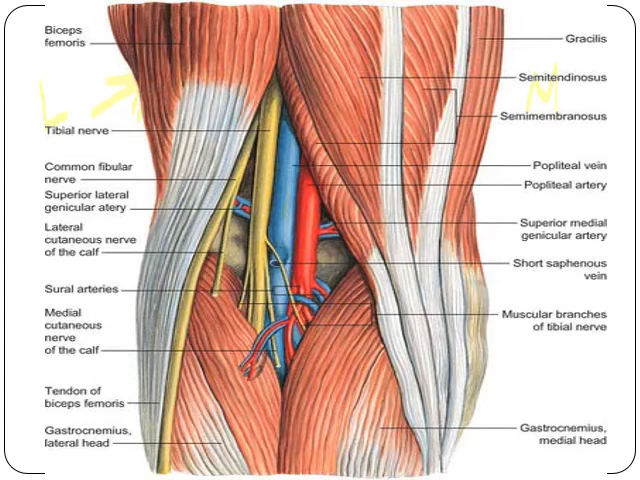 Biceps
femoris
Tibial nerve
Common fibular
nerve
Superior lateral
genicular atery
Lateral
cutaneous nerve
of the calf
Sural arteries
Medial
cutaneous
nerve
of the calf
Tendon of
biceps femoris
Gastrocnemius,
lateral head
L
M
Gracilis
Semitendinosus
Semimembranosus
Popliteal vein
Popliteal artery
Superior medial
genicular artery
Short saphenous
vein
Muscular branches
of tibial nerve
Gastrocnemius,
medial head